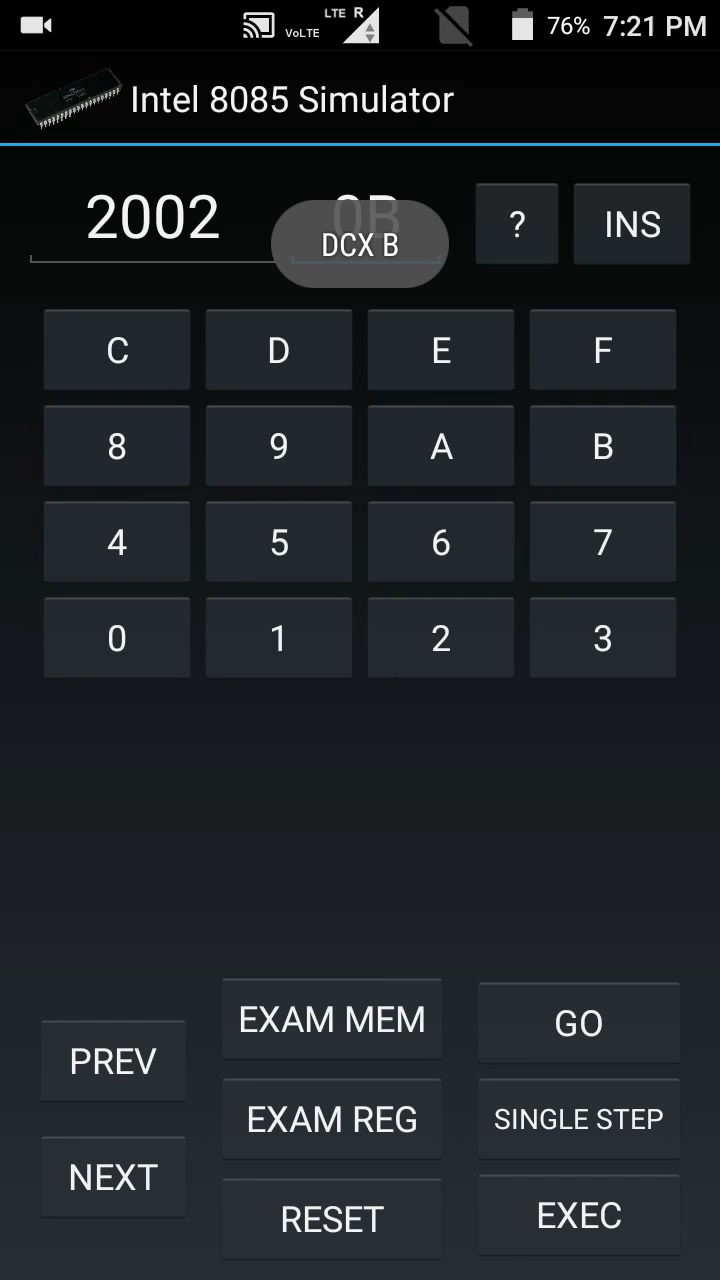 VoLTE LTE R 76% 7:21 PM
Intel 8085 Simulator
2002 0B ? INS
DCX B
C D E F
8 9 A B
4 5 6 7
0 1 2 3
EXAM MEM GO
PREV
EXAM REG SINGLE STEP
NEXT
RESET EXEC